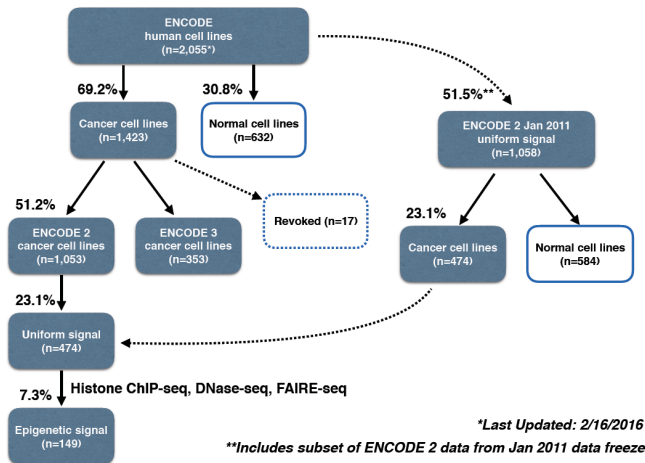 ENCODE
human cell lines
(n=2,055*)
69.2%
30.8%
51.5%**
Cancer cell lines
(n=1,423)
Normal cell lines
(n=632)
ENCODE 2 Jan 2011
uniform signal
(n=1,058)
51.2%
23.1%
ENCODE 2
cancer cell lines
(n=1,053)
ENCODE 3
cancer cell lines
(n=353)
Revoked (n=17)
Cancer cell lines
(n=474)
Normal cell lines
(n=584)
23.1%
Uniform signal
(n=474)
7.3%
Histone ChIP-seq, DNase-seq, FAIRE-seq
Epigenetic signal
(n=149)
*Last Updated: 2/16/2016
**Includes subset of ENCODE 2 data from Jan 2011 data freeze